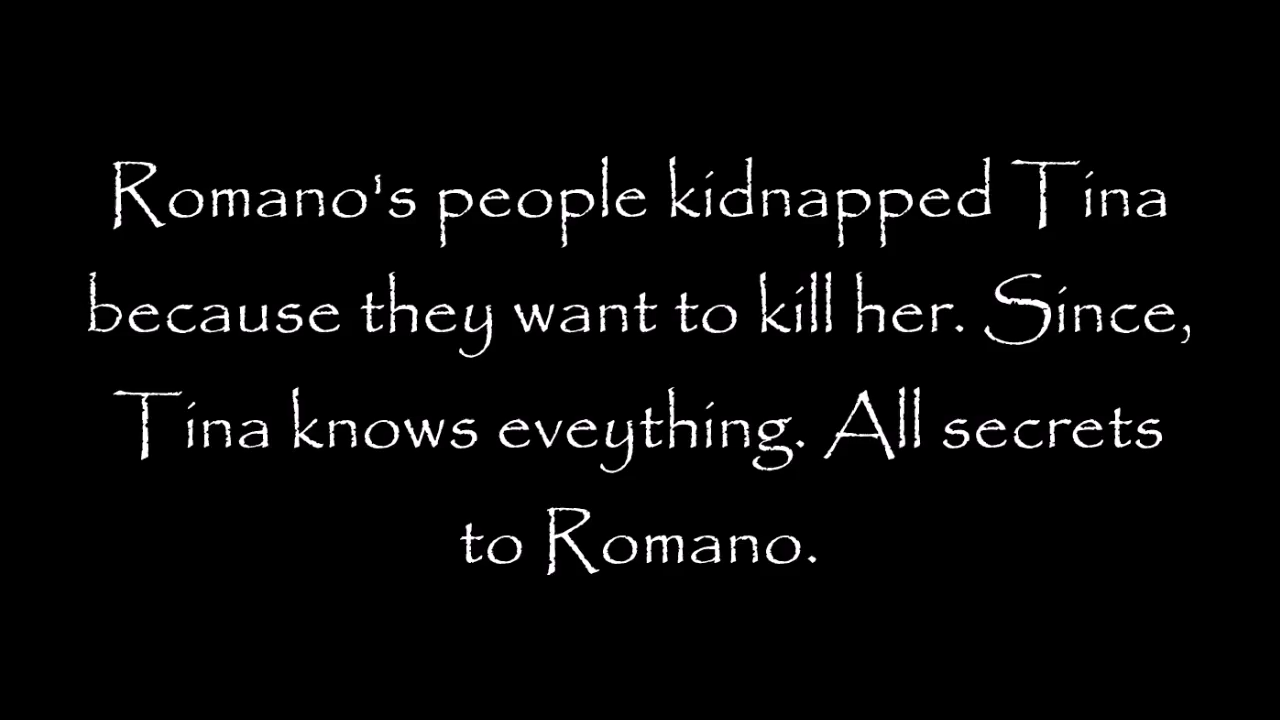 Romano's people kidnapped Tina
because they want to kill her. Since,
Tina knows eveything. All secrets
to Romano.